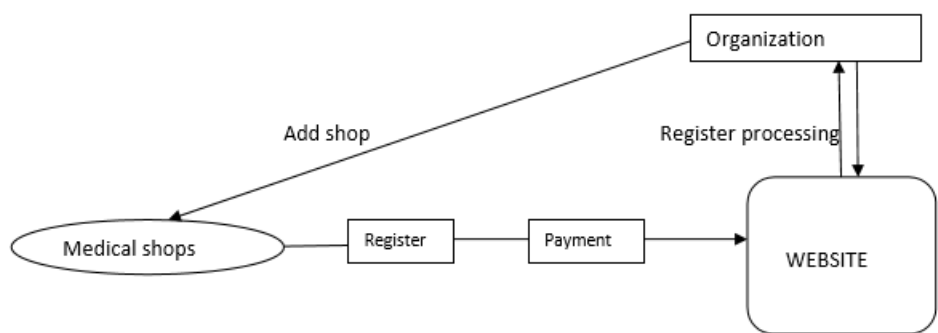 Organization
Add shop
Register processing
Medical shops
Register
Payment
WEBSITE